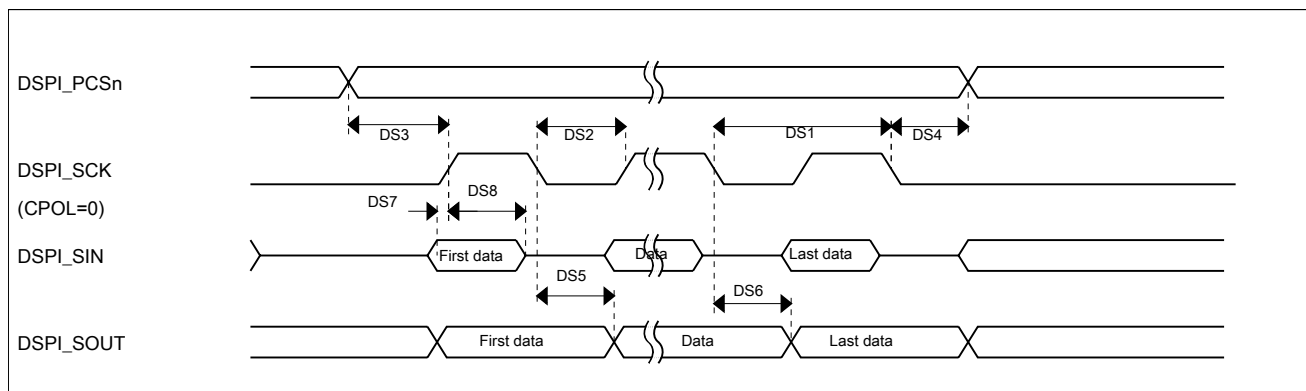 DSPI_PCSn
DS3
DS2
DS1
DS4
DSPI_SCK
(CPOL=0)
DS7
DS8
DSPI_SIN
First data
Data
Last data
DS5
DS6
DSPI_SOUT
First data
Data
Last data